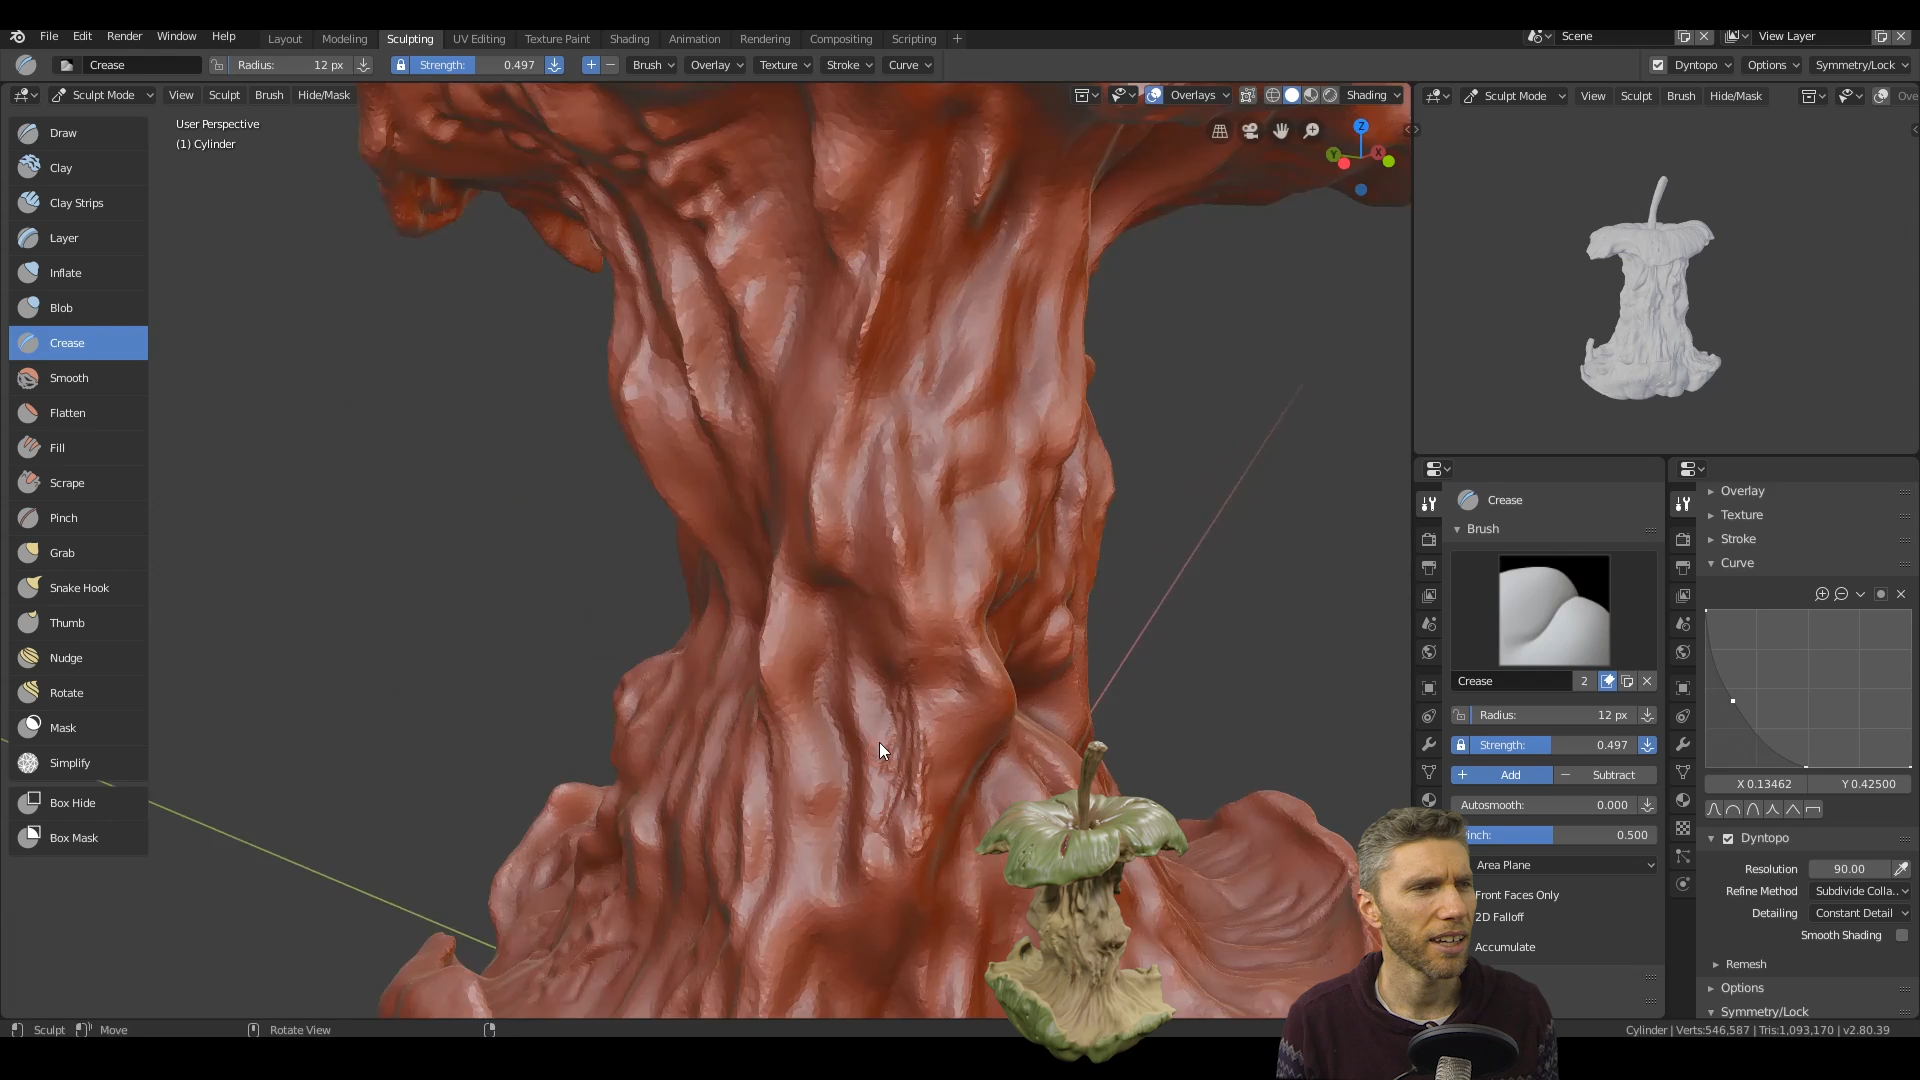 File Edit Render Window Help Layout Modeling Sculpting UV Editing Texture Paint Shading Animation Rendering Compositing Scripting + Scene View Layer
Crease Radius: 12 px Strength: 0.497 + − Brush Overlay Texture Stroke Curve Dyntopo Options Symmetry/Lock
Sculpt Mode View Sculpt Brush Hide/Mask Overlays Shading
Sculpt Mode View Sculpt Brush Hide/Mask Ove
User Perspective
(1) Cylinder
Z
Y
X
Draw
Clay
Clay Strips
Layer
Inflate
Blob
Crease
Smooth
Flatten
Fill
Scrape
Pinch
Grab
Snake Hook
Thumb
Nudge
Rotate
Mask
Simplify
Box Hide
Box Mask
Crease
Brush
Crease 2
Radius: 12 px
Strength: 0.497
+ Add − Subtract
Autosmooth: 0.000
inch: 0.500
Area Plane
Front Faces Only
2D Falloff
Accumulate
Overlay
Texture
Stroke
Curve
X 0.13462 Y 0.42500
Dyntopo
Resolution 90.00
Refine Method Subdivide Colla..
Detailing Constant Detail
Smooth Shading
Remesh
Options
Symmetry/Lock
Sculpt Move Rotate View
Cylinder | Verts:546,587 | Tris:1,093,170 | v2.80.39